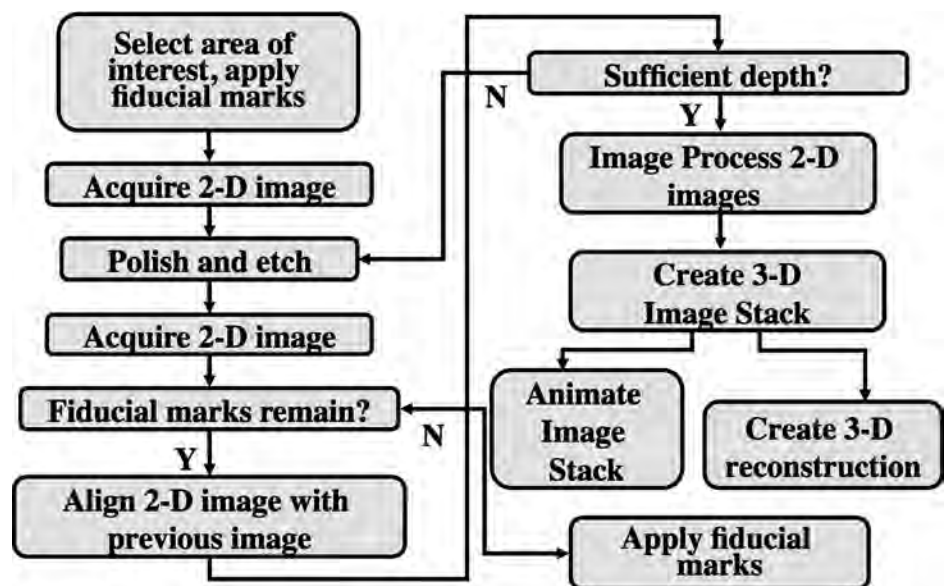 Select area of
interest, apply
fiducial marks
Acquire 2-D image
Polish and etch
Acquire 2-D image
Fiducial marks remain?
Y
N
Align 2-D image with
previous image
Sufficient depth?
N
Y
Image Process 2-D
images
Create 3-D
Image Stack
Animate
Image
Stack
Create 3-D
reconstruction
Apply fiducial
marks